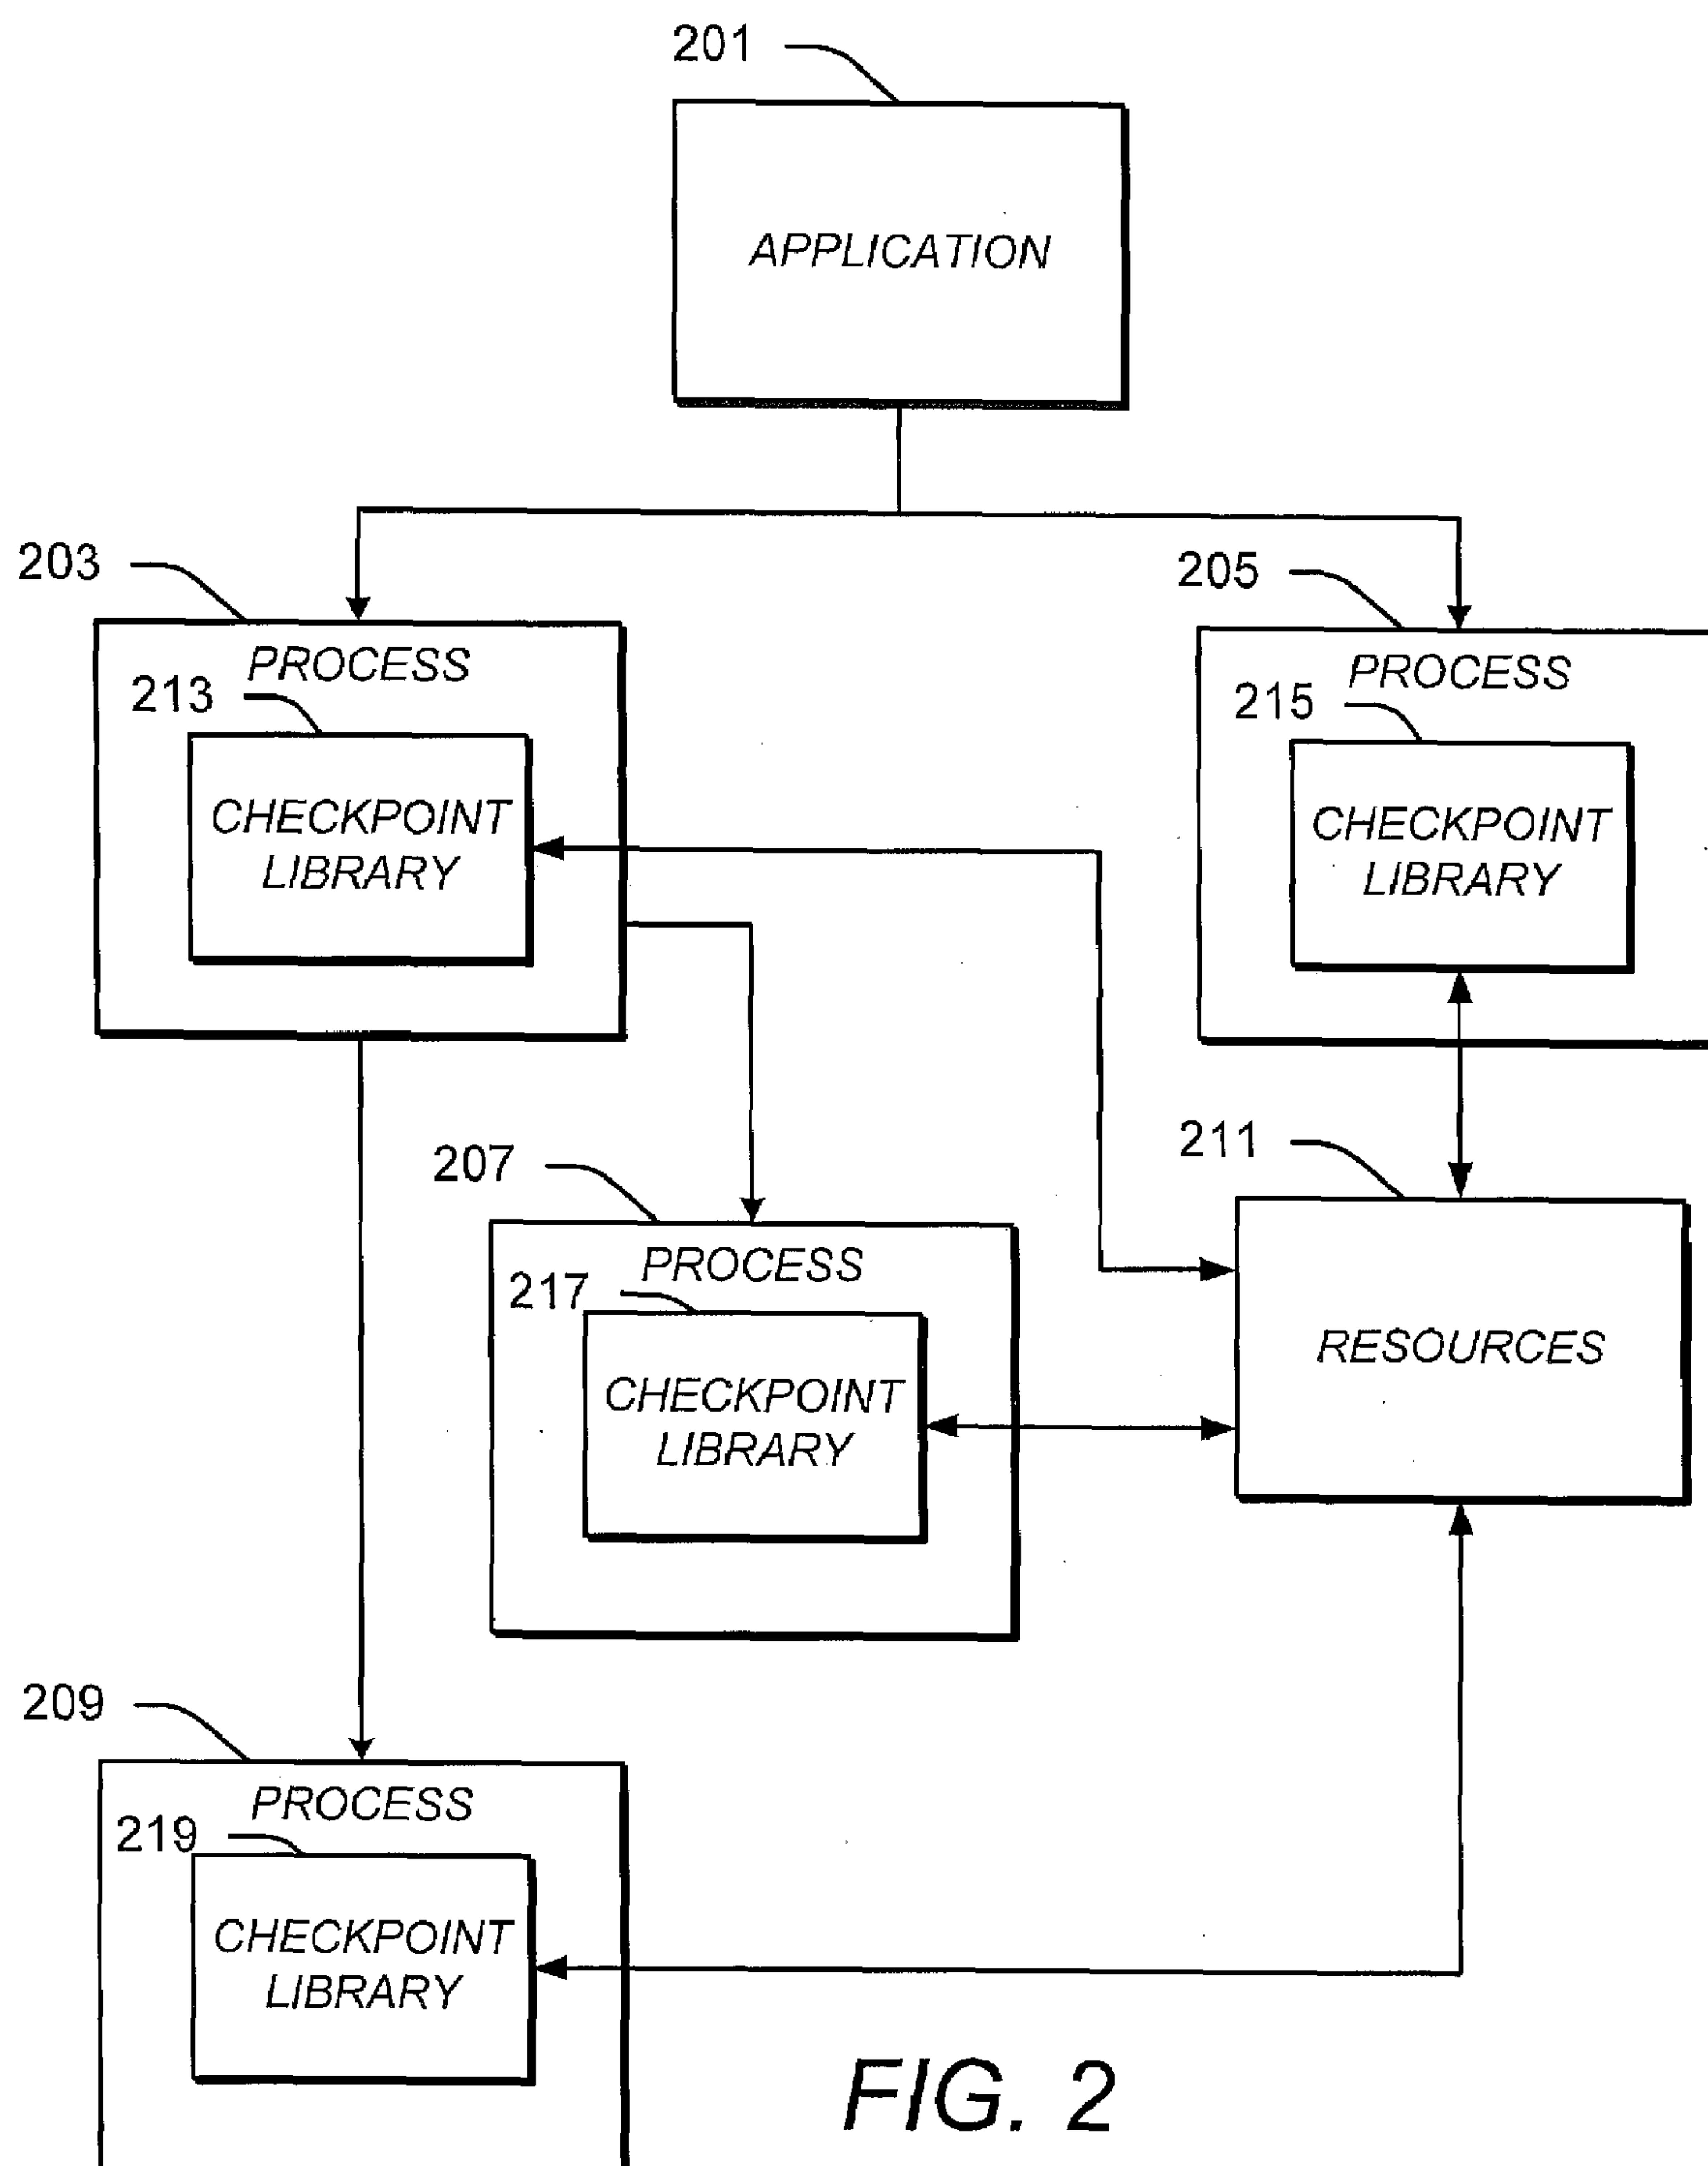 201
APPLICATION
203
205
PROCESS
PROCESS
213
215
CHECKPOINT
LIBRARY
CHECKPOINT
LIBRARY
207
211
PROCESS
217
RESOURCES
CHECKPOINT
LIBRARY
209
PROCESS
219
CHECKPOINT
LIBRARY
FIG. 2